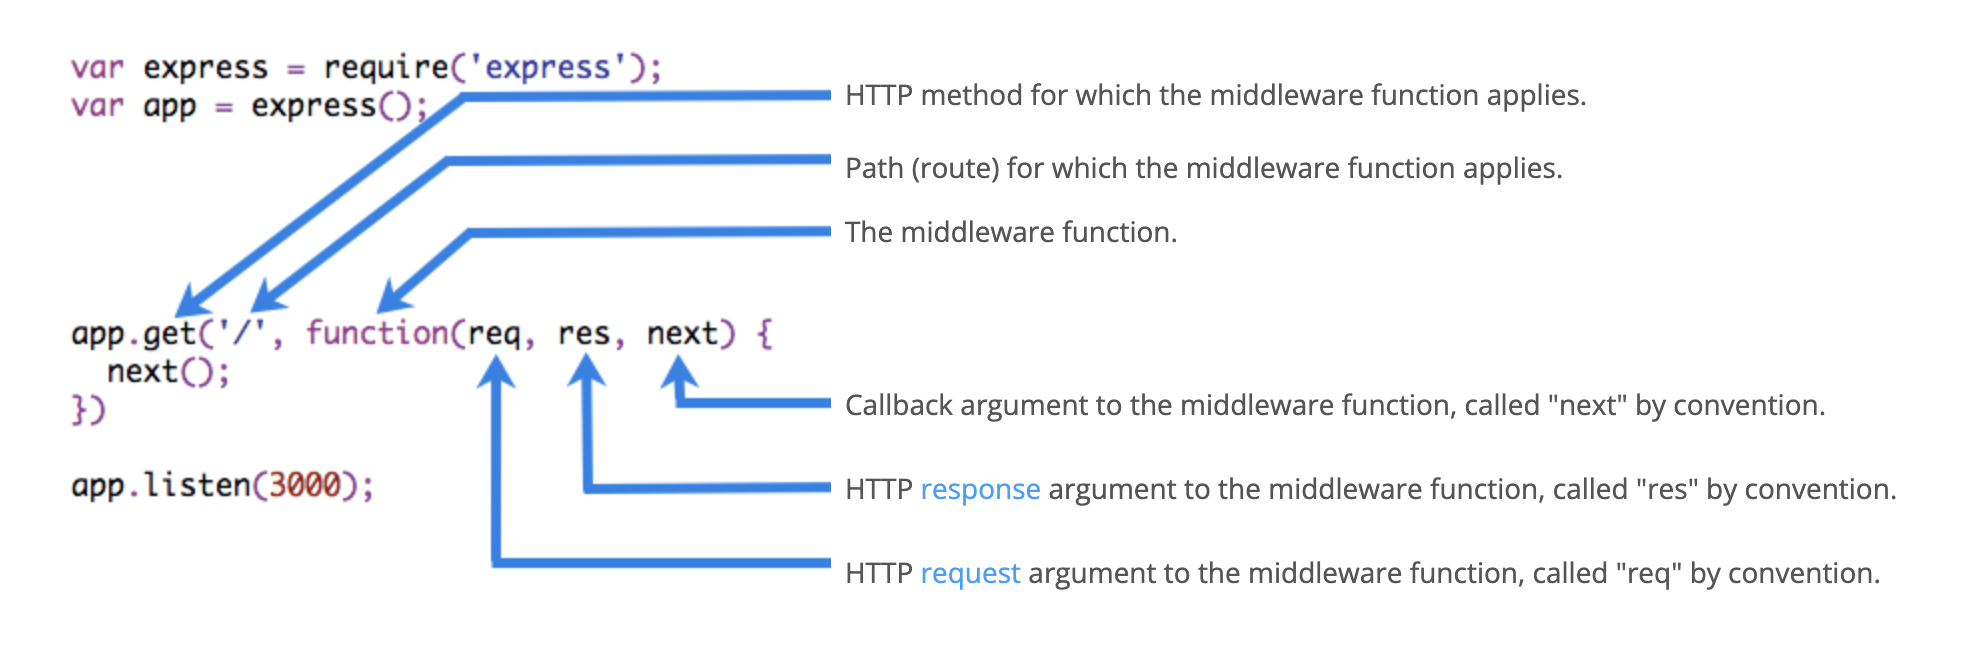 var express = require('express');
var app = express();
HTTP method for which the middleware function applies.
Path (route) for which the middleware function applies.
The middleware function.
app.get('/', function(req, res, next) {
  next();
})
Callback argument to the middleware function, called "next" by convention.
app.listen(3000);
HTTP response argument to the middleware function, called "res" by convention.
HTTP request argument to the middleware function, called "req" by convention.